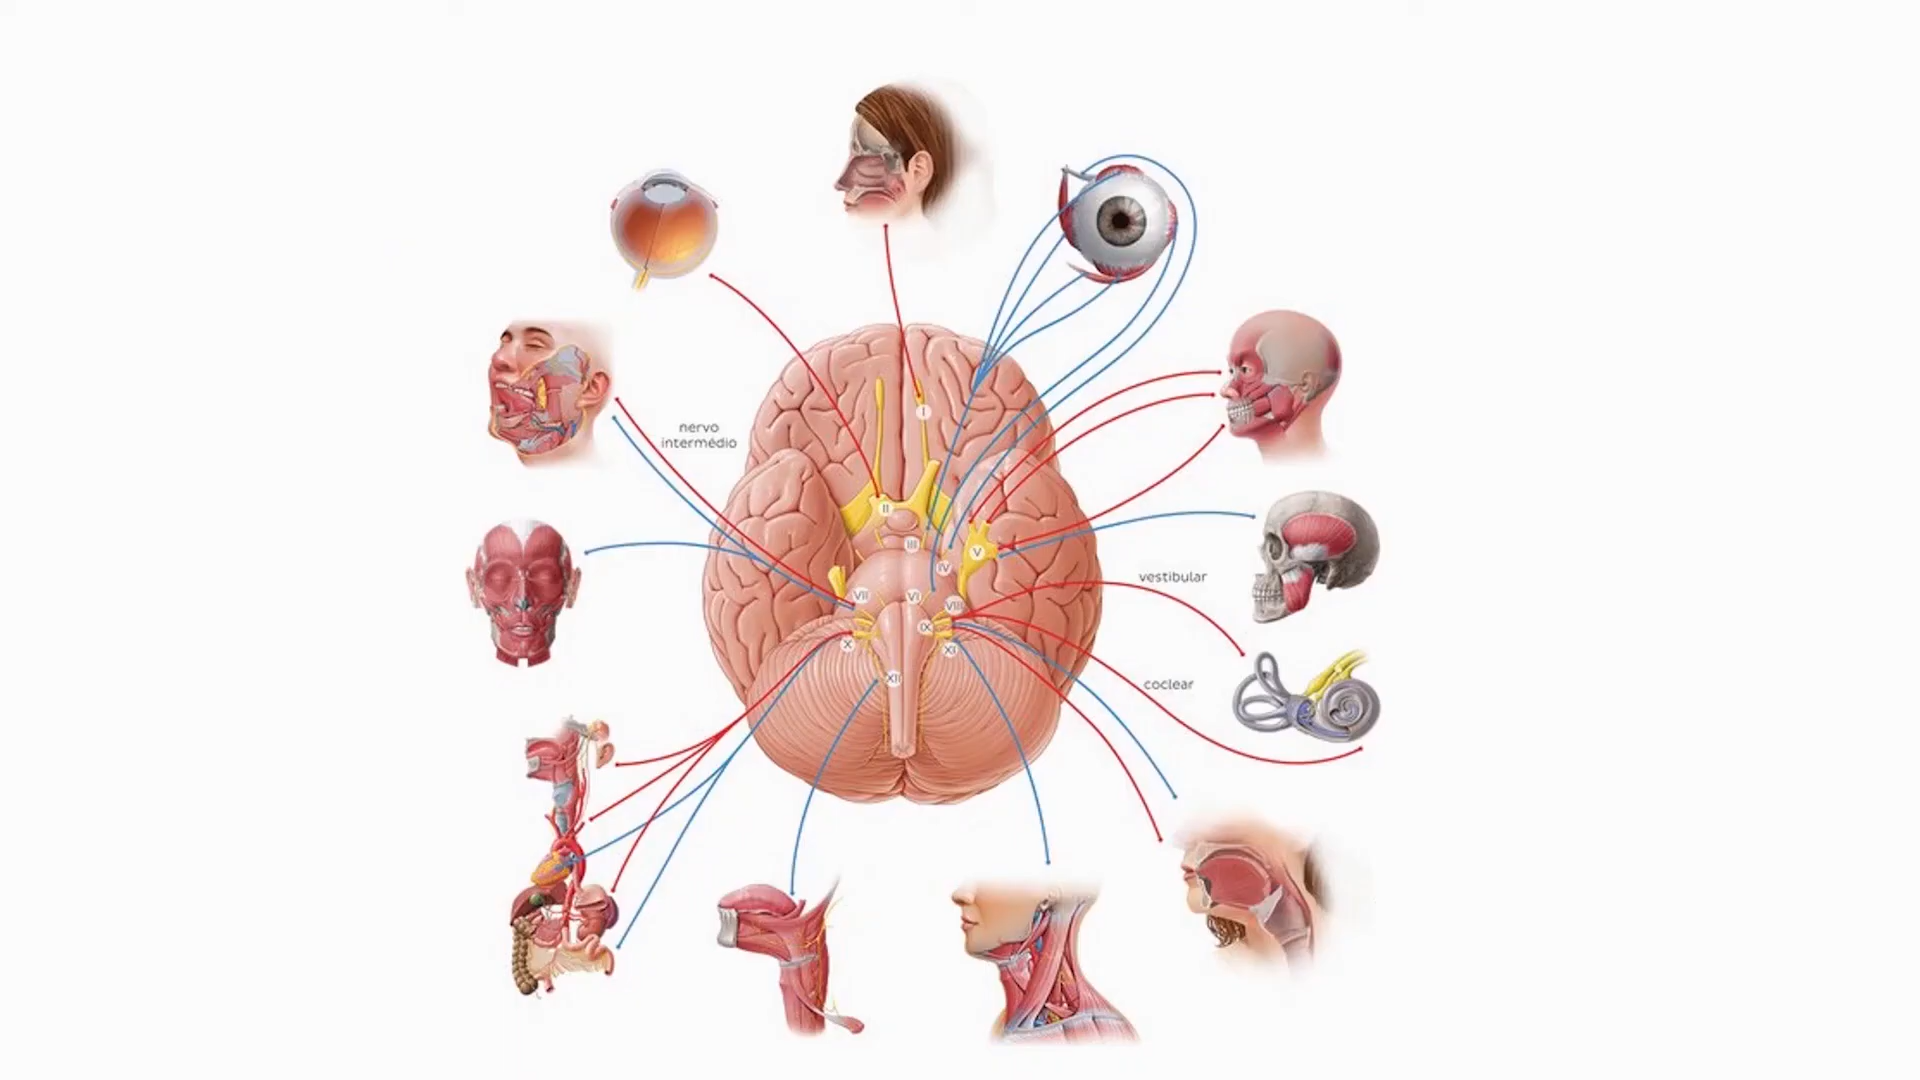 I
nervo
intermédio
II
III
V
IV
vestibular
VII
VI
VIII
IX
X
XI
XII
coclear